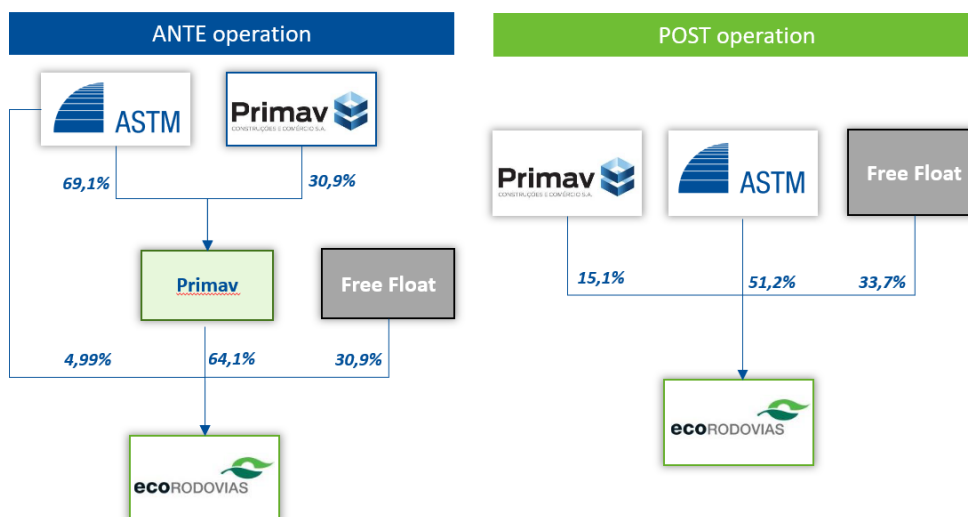 ANTE operation
ASTM
Primav
CONSTRUÇÕES E COMÉRCIO S.A.
69,1%
30,9%
Primav
Free Float
4,99%
64,1%
30,9%
ecoRODOVIAS
POST operation
Primav
CONSTRUÇÕES E COMÉRCIO S.A.
ASTM
Free Float
15,1%
51,2%
33,7%
ecoRODOVIAS